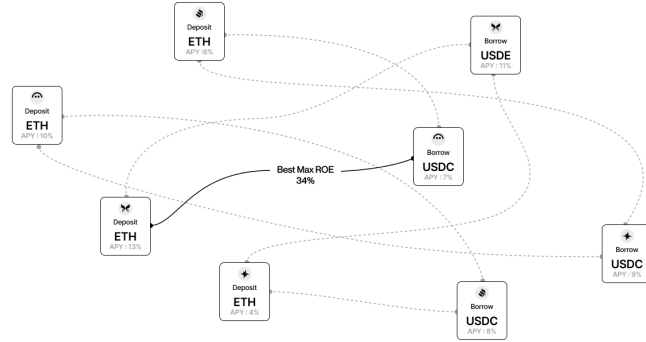 Deposit
ETH
APY :6%
Borrow
USDE
APY : 11%
Deposit
ETH
APY : 10%
Borrow
USDC
APY : 7%
Best Max ROE
34%
Deposit
ETH
APY : 13%
Borrow
USDC
APY : 9%
Deposit
ETH
APY : 4%
Borrow
USDC
APY : 8%